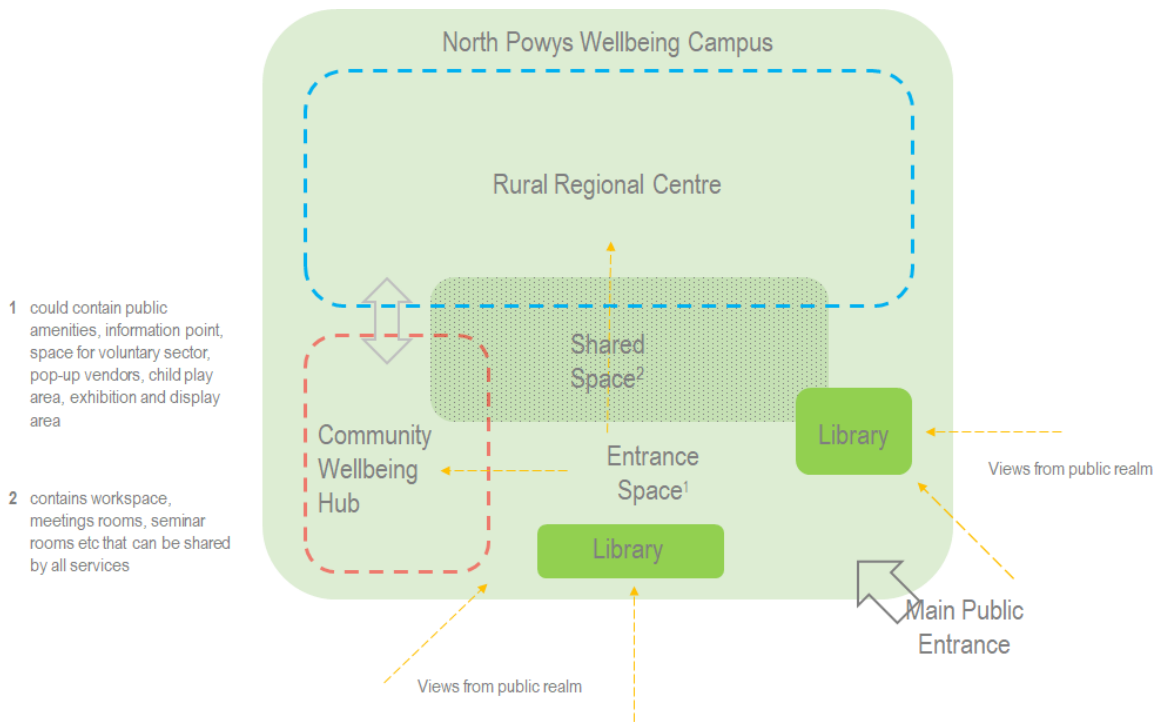 North Powys Wellbeing Campus
Rural Regional Centre
1 could contain public
amenities, information point,
space for voluntary sector,
pop-up vendors, child play
area, exhibition and display
area
2 contains workspace,
meetings rooms, seminar
rooms etc that can be shared
by all services
Shared
Space2
Community
Wellbeing
Hub
Entrance
Space1
Library
Views from public realm
Library
Main Public
Entrance
Views from public realm